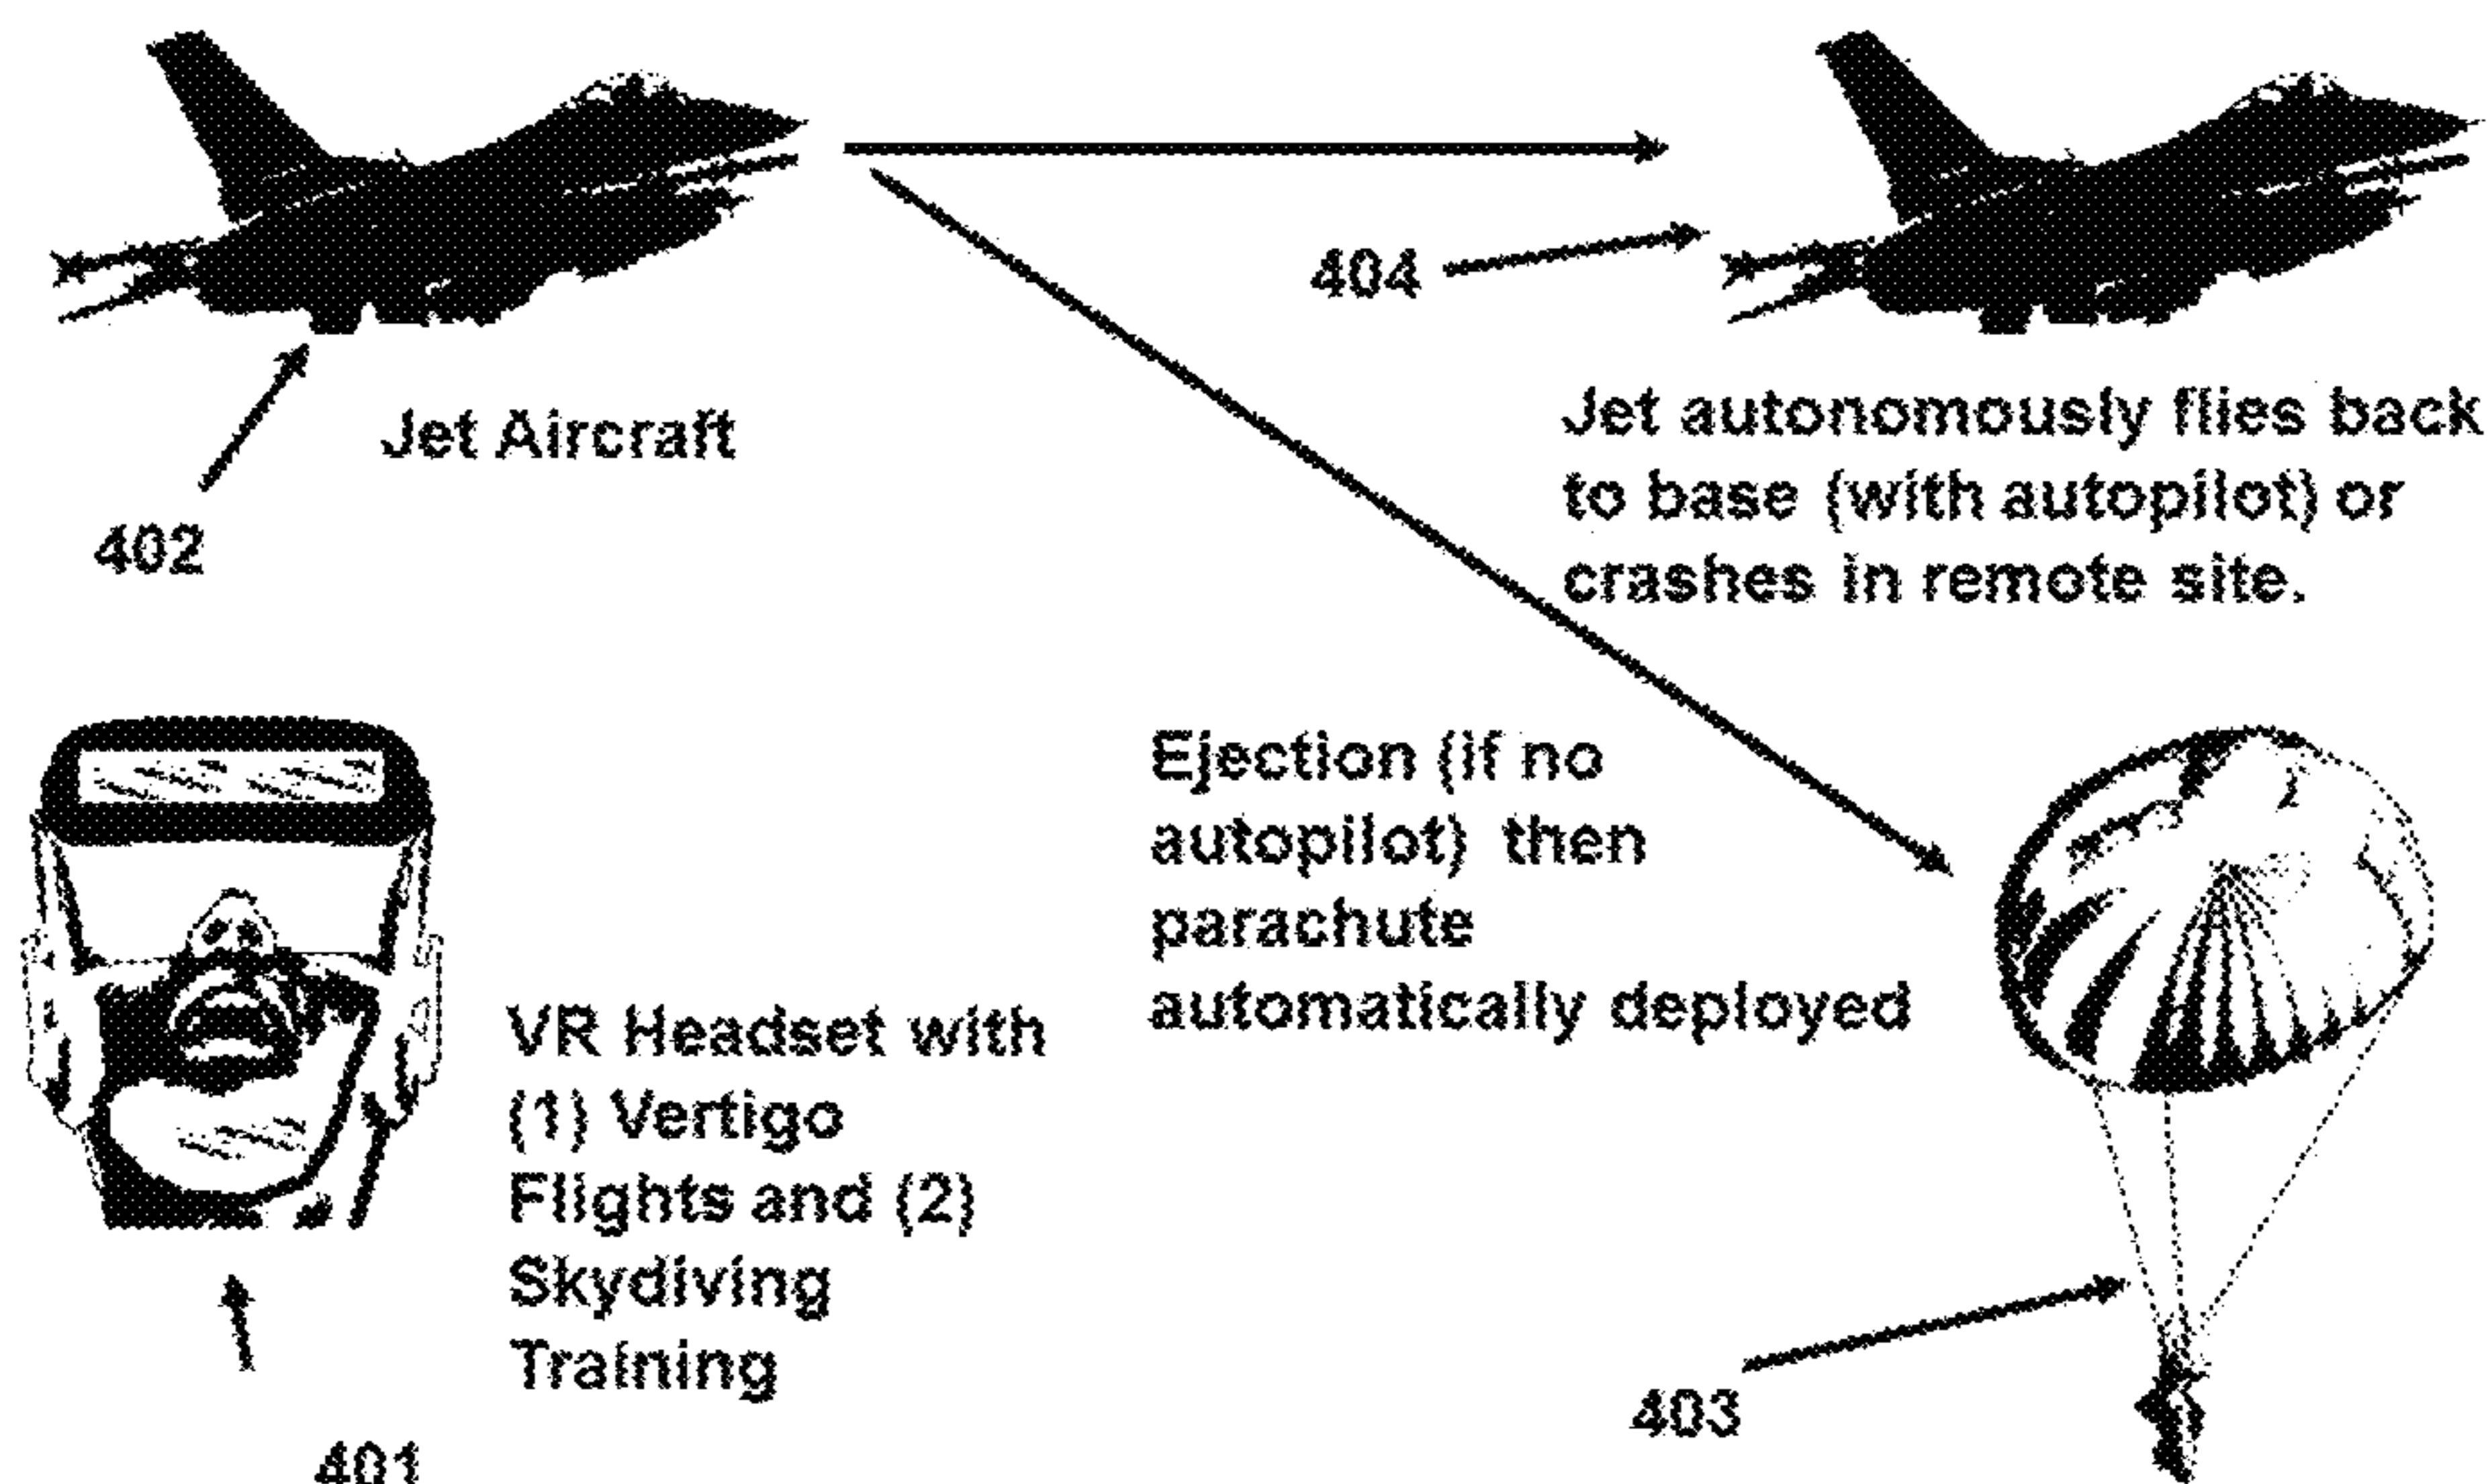 404
Jet Aircraft
402
Jet autonomously flies back
to base (with autopilot) or
crashes in remote site.
Ejection (if no
autopilot) then
parachute
automatically deployed
VR Headset with
(1) Vertigo
Flights and (2)
Skydiving
Training
401
403